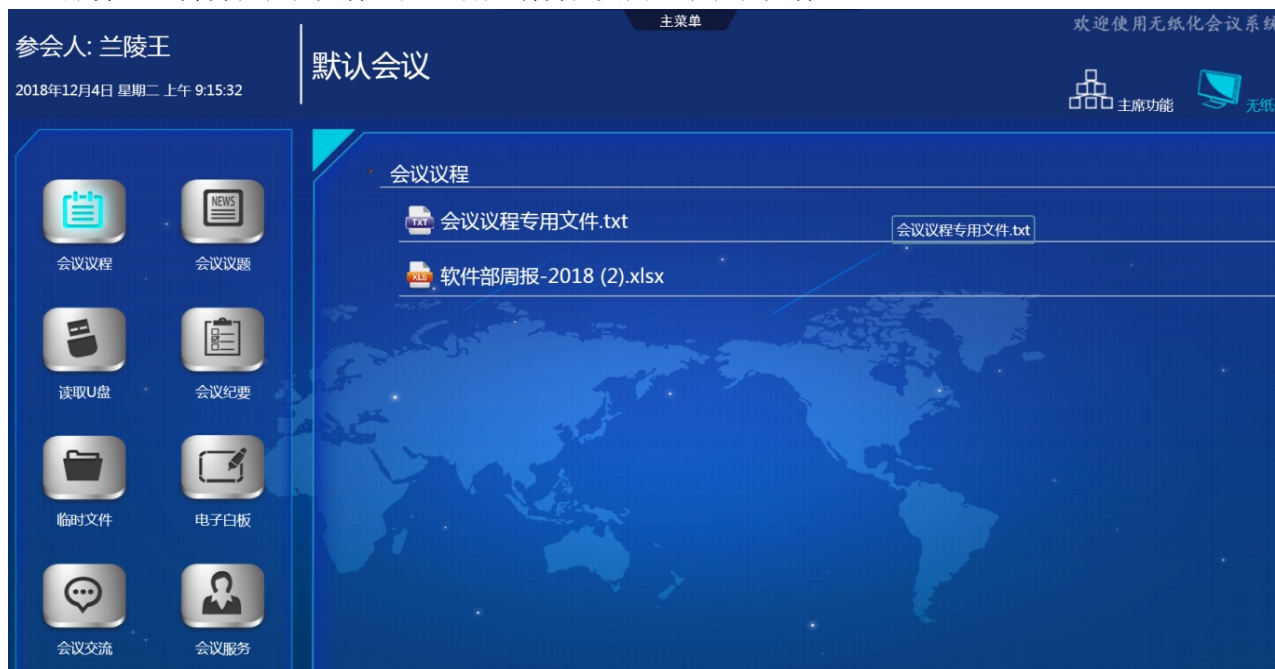 主菜单
欢迎使用无纸化会议系统
参会人: 兰陵王
默认会议
2018年12月4日 星期二 上午 9:15:32
主席功能
无纸
会议议程
会议议程专用文件.txt
会议议程专用文件.txt
软件部周报-2018 (2).xlsx
NEWS
会议议程
会议议题
读取U盘
会议纪要
临时文件
电子白板
会议交流
会议服务
TXT
XLS